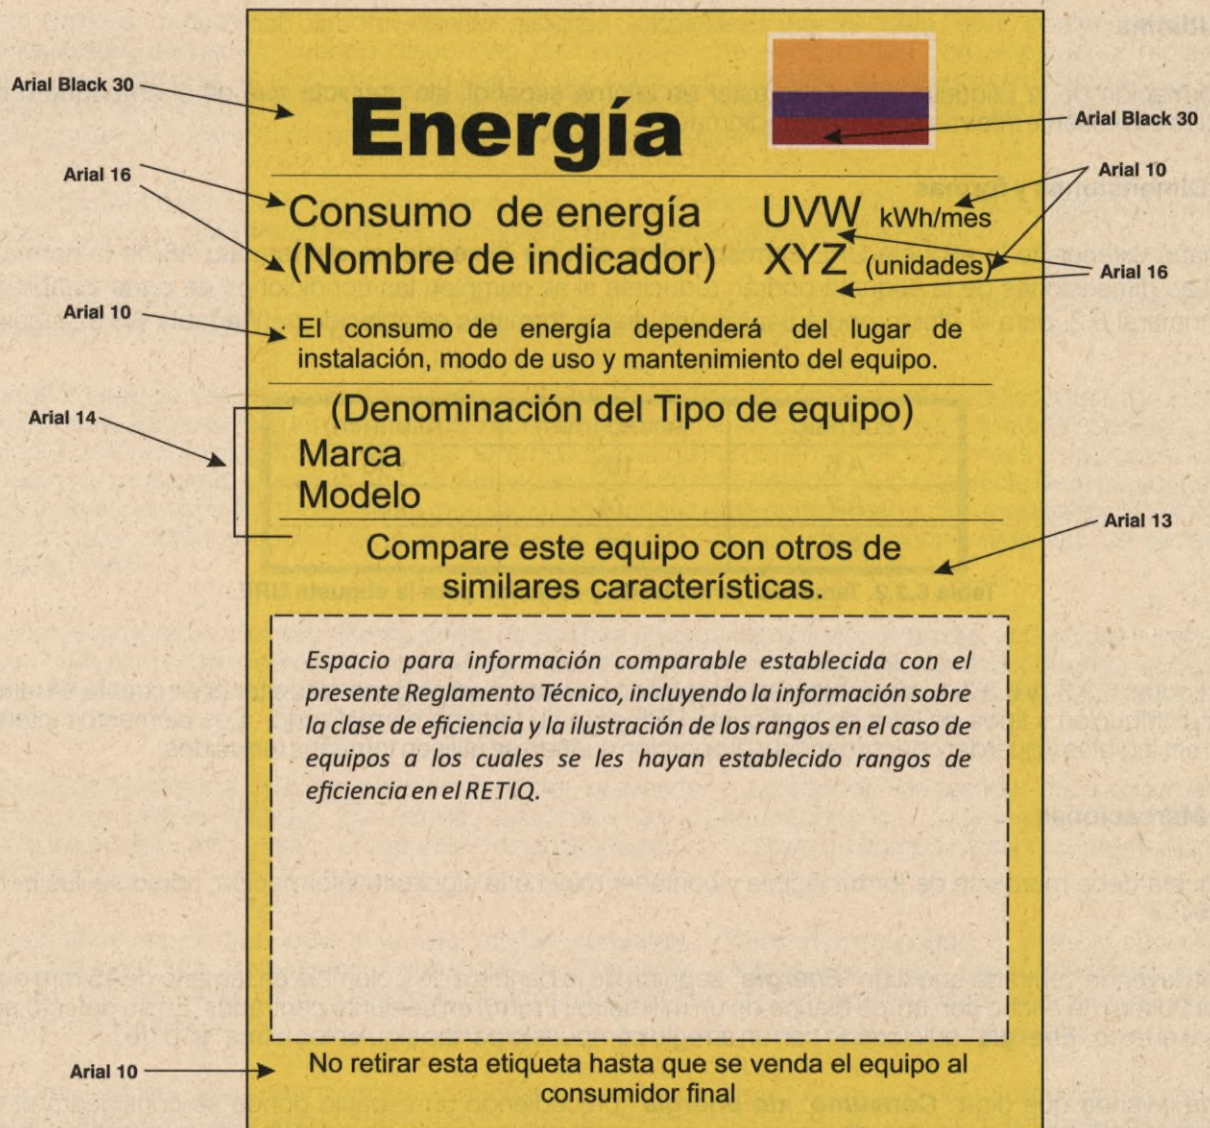 Arial Black 30
Energía
Arial Black 30
Arial 16
Arial 10
Consumo de energía UVW kWh/mes
(Nombre de indicador) XYZ (unidades)
Arial 16
Arial 10
El consumo de energía dependerá del lugar de
instalación, modo de uso y mantenimiento del equipo.
Arial 14
(Denominación del Tipo de equipo)
Marca
Modelo
Arial 13
Compare este equipo con otros de
similares características.
Espacio para información comparable establecida con el
presente Reglamento Técnico, incluyendo la información sobre
la clase de eficiencia y la ilustración de los rangos en el caso de
equipos a los cuales se les hayan establecido rangos de
eficiencia en el RETIQ.
Arial 10
No retirar esta etiqueta hasta que se venda el equipo al
consumidor final